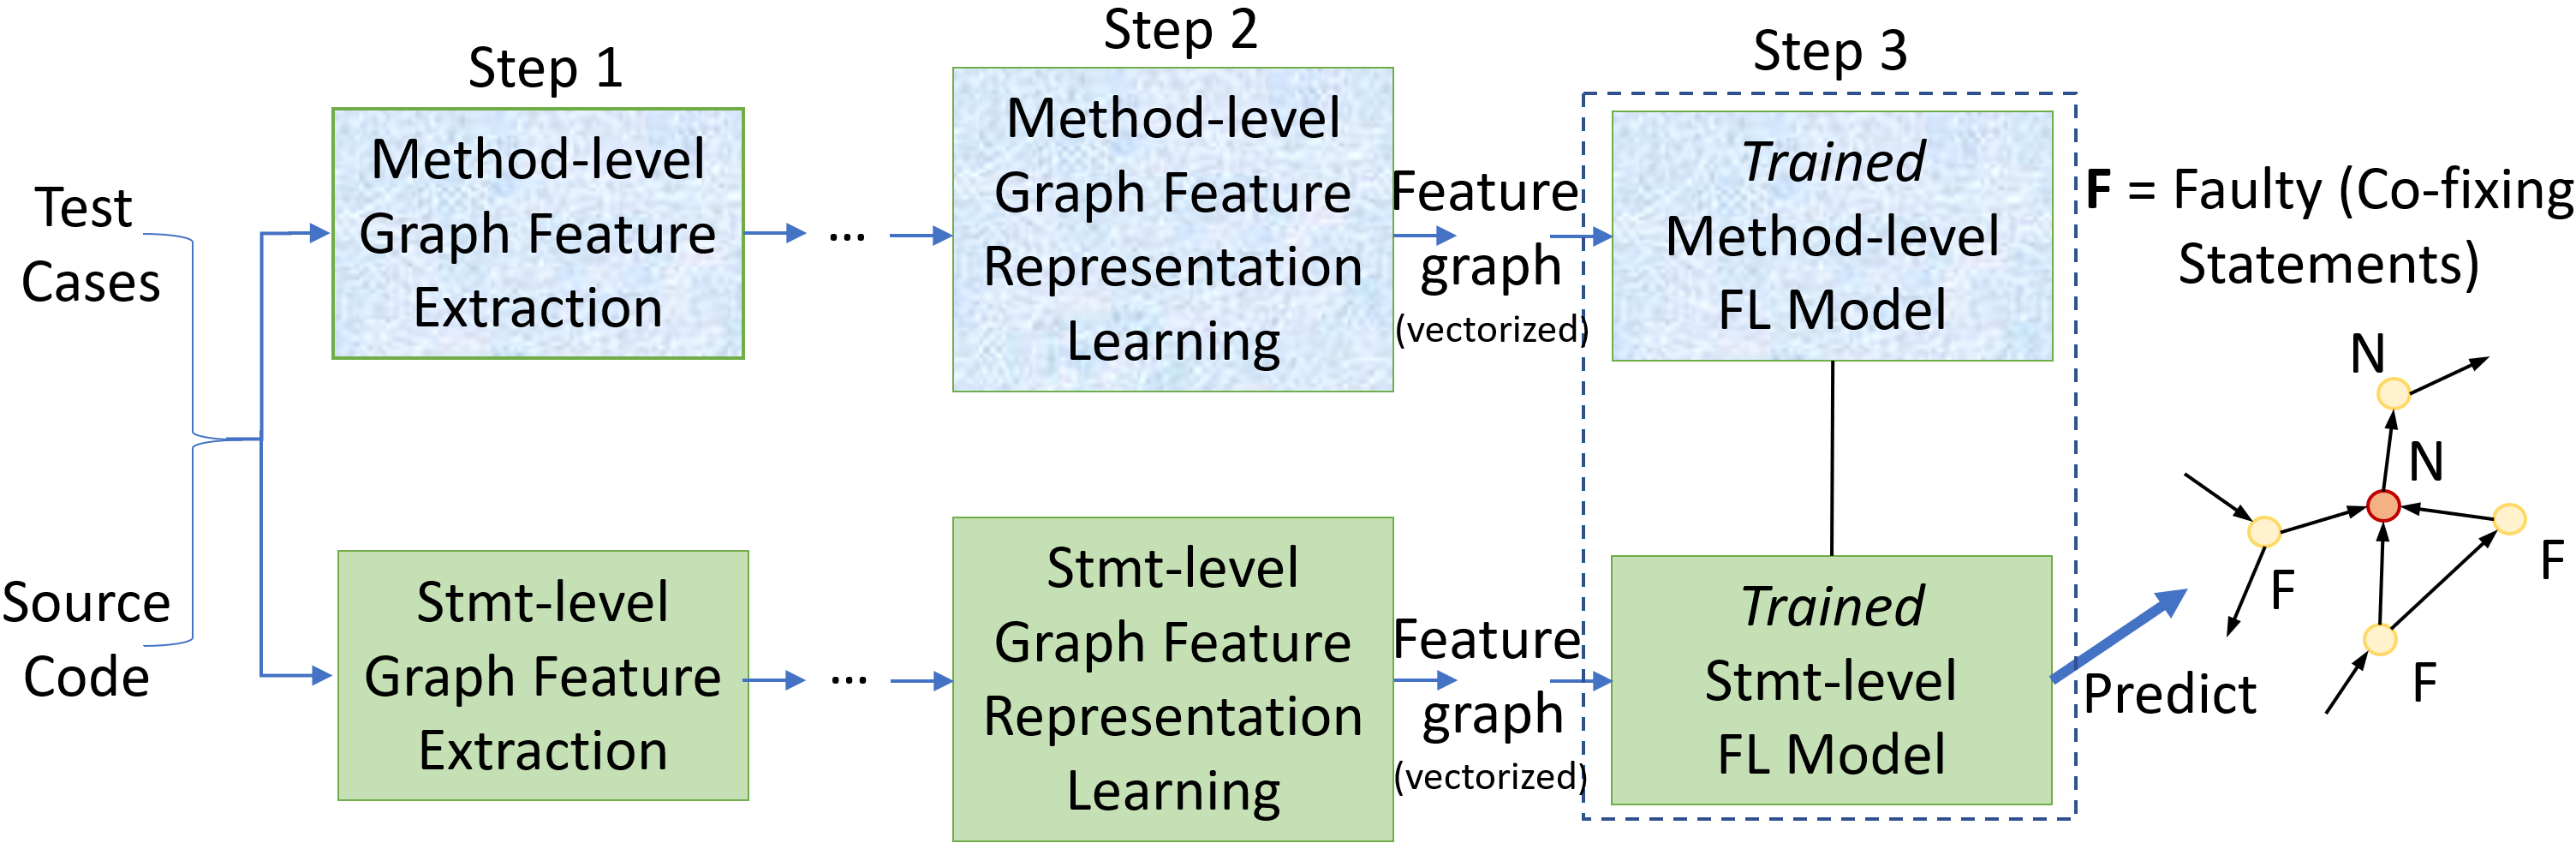 Step 1
Step 2
Step 3
Test
Cases
Source
Code
Method-level
Graph Feature
Extraction
...
Method-level
Graph Feature
Representation
Learning
Feature
graph
(vectorized)
Trained
Method-level
FL Model
Stmt-level
Graph Feature
Extraction
...
Stmt-level
Graph Feature
Representation
Learning
Feature
graph
(vectorized)
Trained
Stmt-level
FL Model
Predict
F = Faulty (Co-fixing
Statements)
N
N
F
F
F